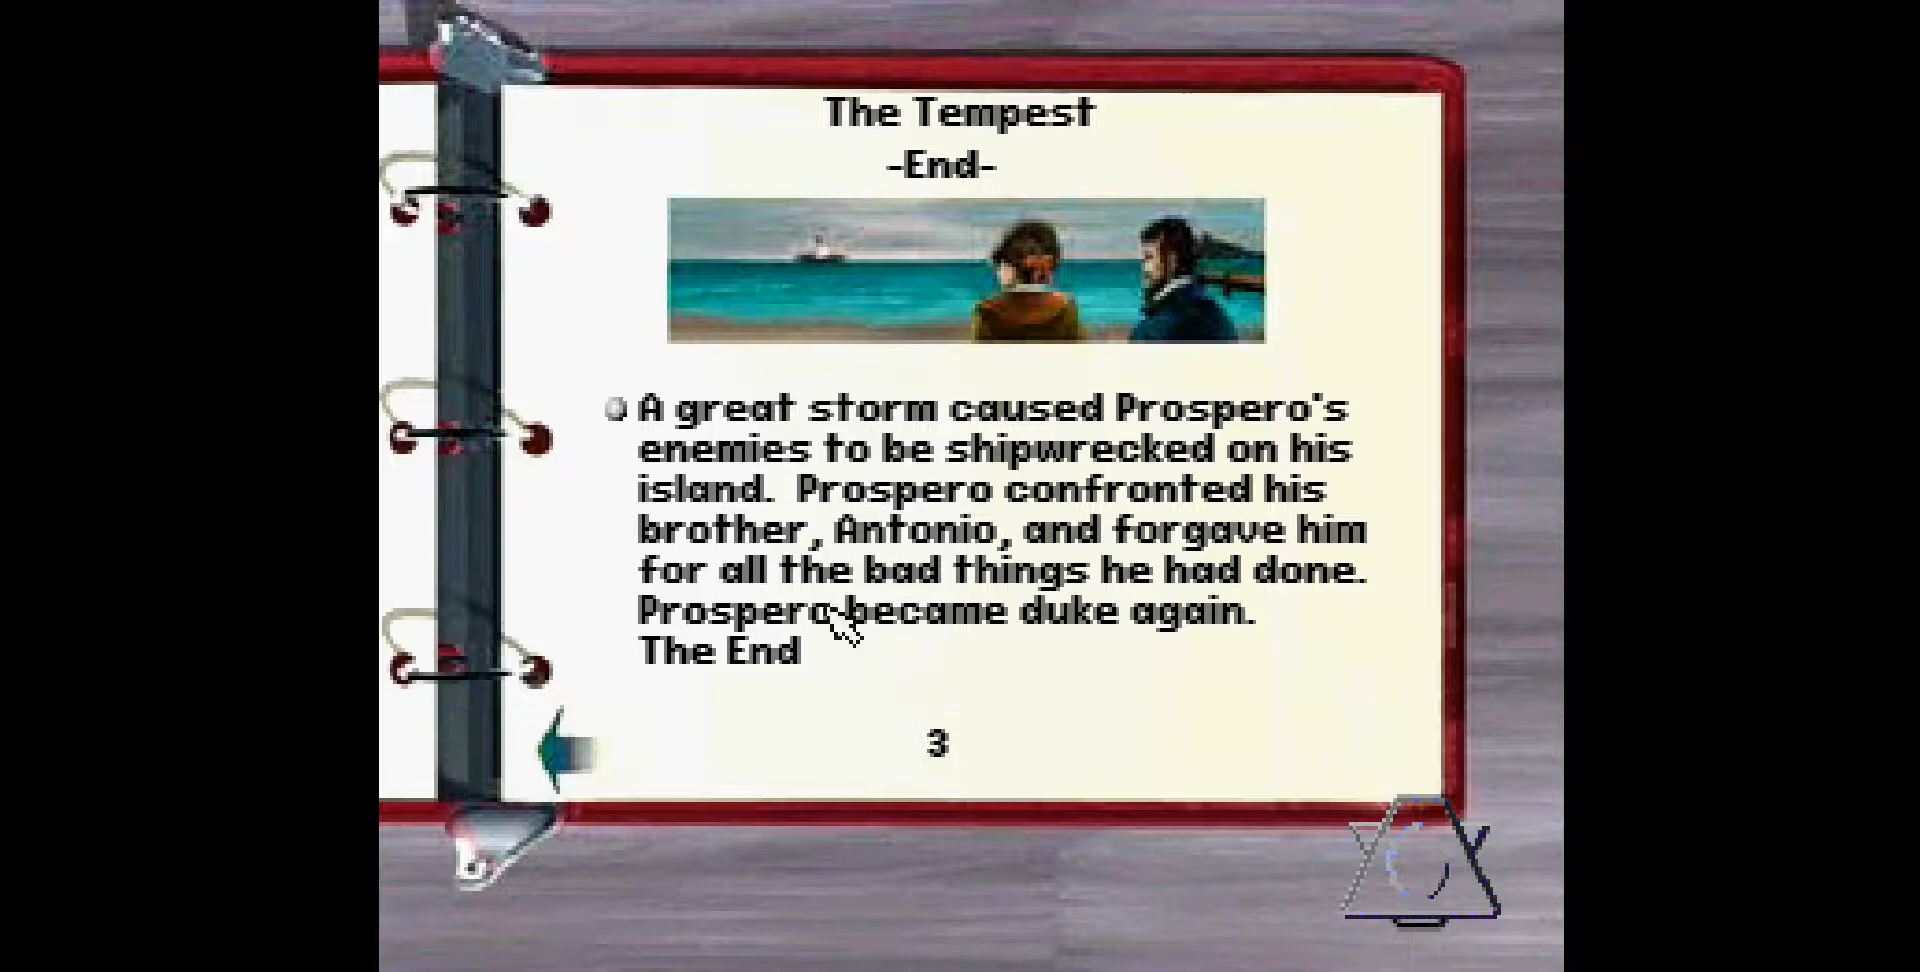 The Tempest
-End-
A great storm caused Prospero's
enemies to be shipwrecked on his
island.  Prospero confronted his
brother, Antonio, and forgave him
for all the bad things he had done.
Prospero became duke again.
The End
3